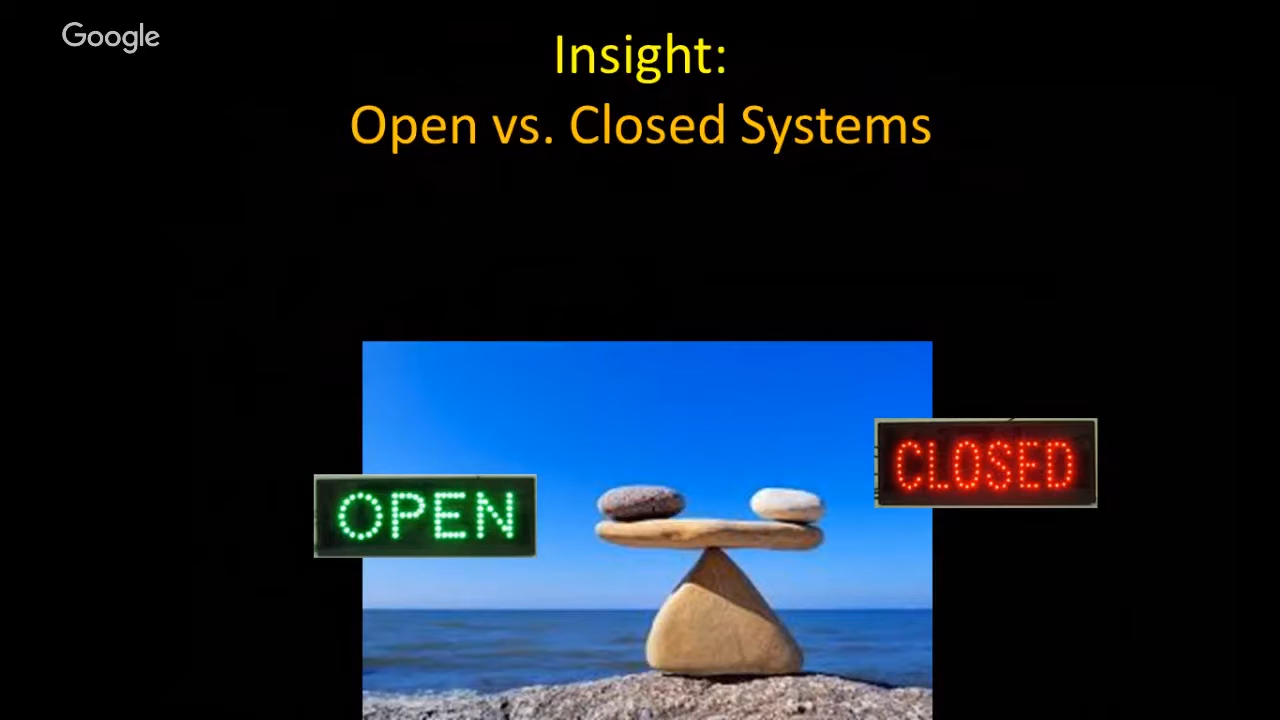 Google
Insight:
Open vs. Closed Systems
OPEN
CLOSED